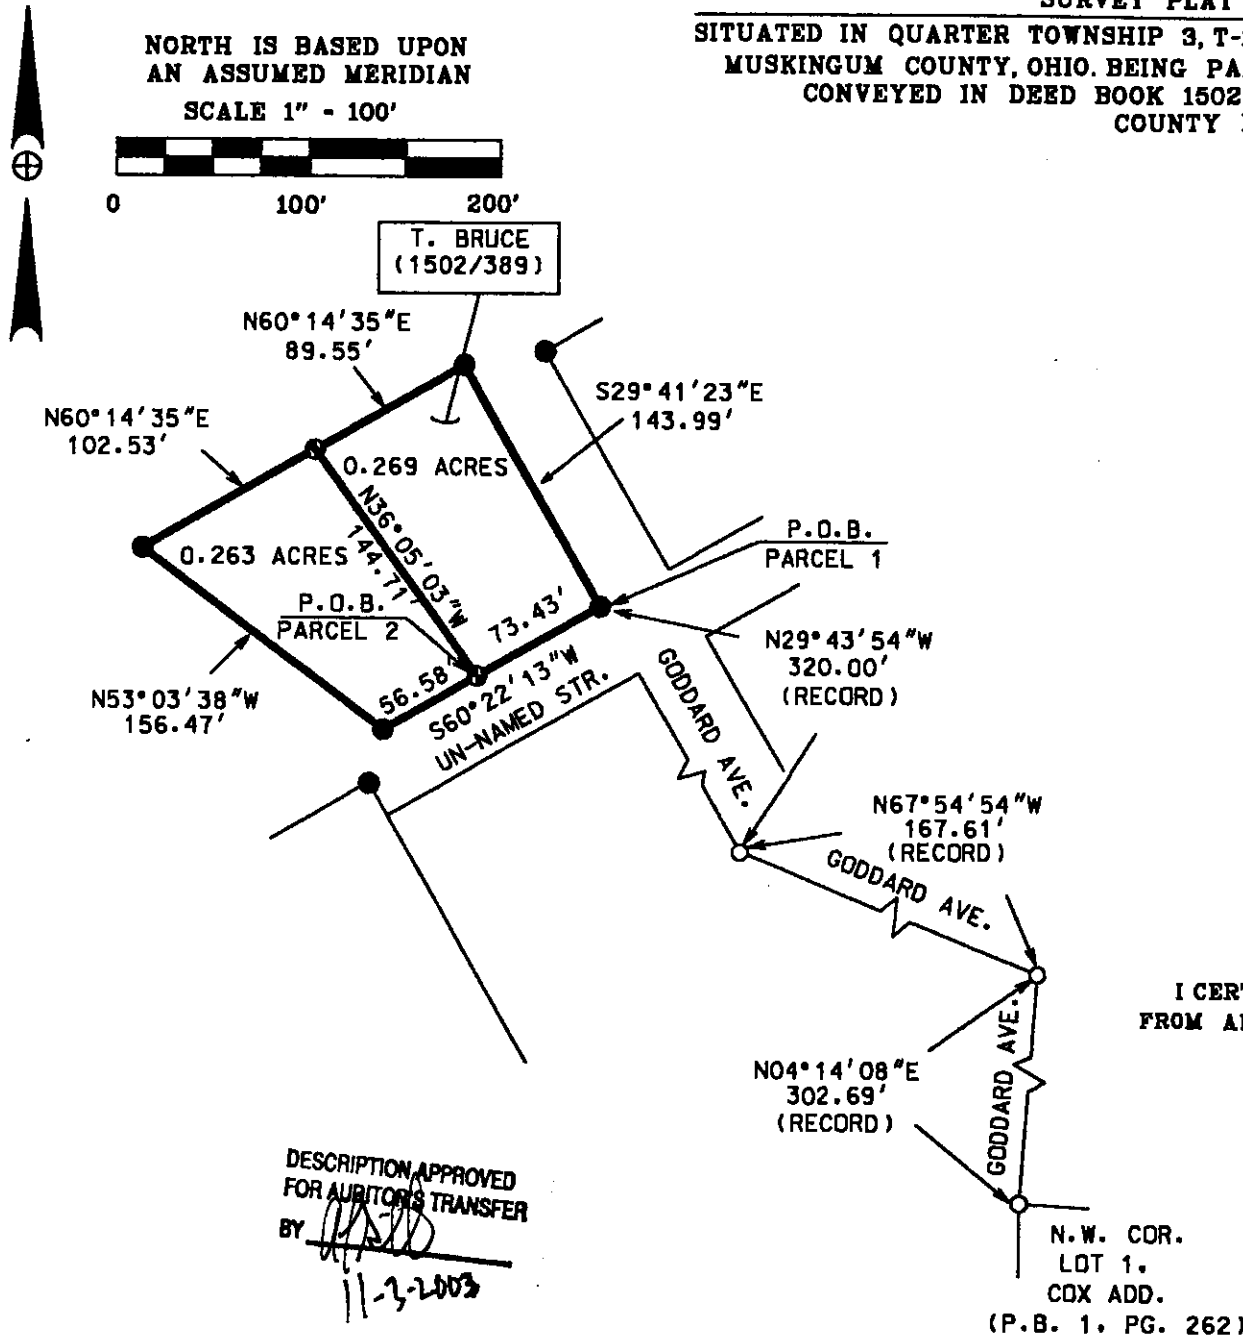 SURVEY PLAT
SITUATED IN QUARTER TOWNSHIP 3, T-
MUSKINGUM COUNTY, OHIO. BEING PA
CONVEYED IN DEED BOOK 1502
COUNTY
NORTH IS BASED UPON
AN ASSUMED MERIDIAN
SCALE 1" - 100'
0 100' 200'
T. BRUCE
(1502/389)
N60°14'35"E
89.55'
N60°14'35"E
102.53'
S29°41'23"E
143.99'
0.269 ACRES
N36°05'03"W
144.71'
0.263 ACRES
P.O.B.
PARCEL 1
P.O.B.
PARCEL 2
73.43'
56.58'
S60°22'13"W
UN-NAMED STR.
N53°03'38"W
156.47'
N29°43'54"W
320.00'
(RECORD)
GODDARD AVE.
N67°54'54"W
167.61'
(RECORD)
GODDARD AVE.
I CER
FROM
N04°14'08"E
302.69'
(RECORD)
GODDARD AVE.
DESCRIPTION APPROVED
FOR AUDITOR'S TRANSFER
BY
11-3-2003
N.W. COR.
LOT 1.
COX ADD.
(P.B. 1. PG. 262)